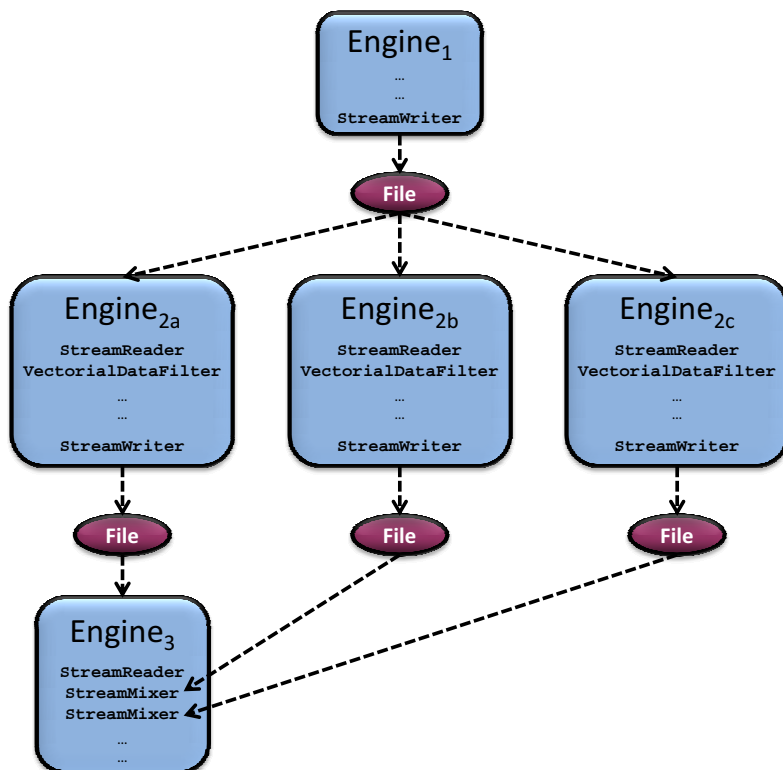 Engine1
…
…
StreamWriter
File
Engine2a
StreamReader
VectorialDataFilter
…
…
StreamWriter
Engine2b
StreamReader
VectorialDataFilter
…
…
StreamWriter
Engine2c
StreamReader
VectorialDataFilter
…
…
StreamWriter
File
File
File
Engine3
StreamReader
StreamMixer
StreamMixer
…
…